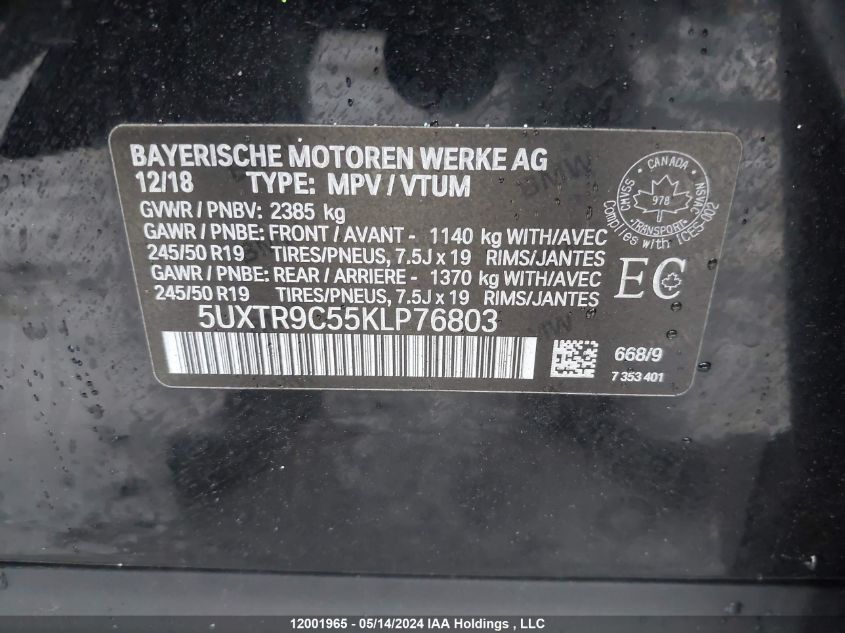 BAYERISCHE MOTOREN WERKE AG
12/18 TYPE: MPV / VTUM
GVWR / PNBV: 2385 kg
GAWR / PNBE: FRONT / AVANT - 1140 kg WITH/AVEC
245/50 R19 TIRES/PNEUS, 7.5J x 19 RIMS/JANTES
GAWR / PNBE: REAR / ARRIERE - 1370 kg WITH/AVEC
245/50 R19 TIRES/PNEUS, 7.5J x 19 RIMS/JANTES
5UXTR9C55KLP76803
CANADA
CMVSS
NSVAC
978
TRANSPORT
Complies with ICES-002
EC
668/9
7 353 401
12001965 - 05/14/2024 IAA Holdings , LLC